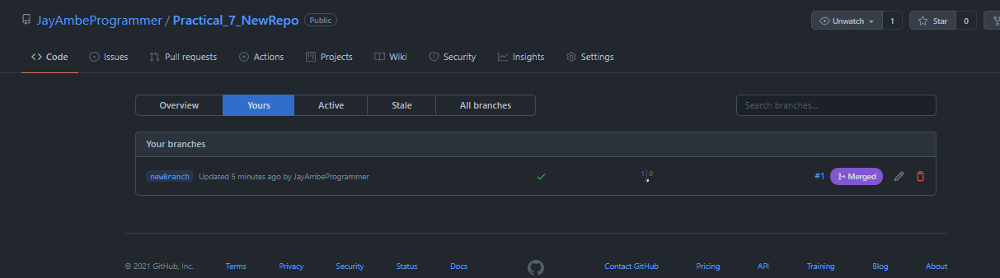 JayAmbeProgrammer / Practical_7_NewRepo Public Unwatch 1 Star 0
Code Issues Pull requests Actions Projects Wiki Security Insights Settings
Overview Yours Active Stale All branches Search branches...
Your branches
newBranch Updated 5 minutes ago by JayAmbeProgrammer 1 0 #1 Merged
© 2021 GitHub, Inc. Terms Privacy Security Status Docs Contact GitHub Pricing API Training Blog About